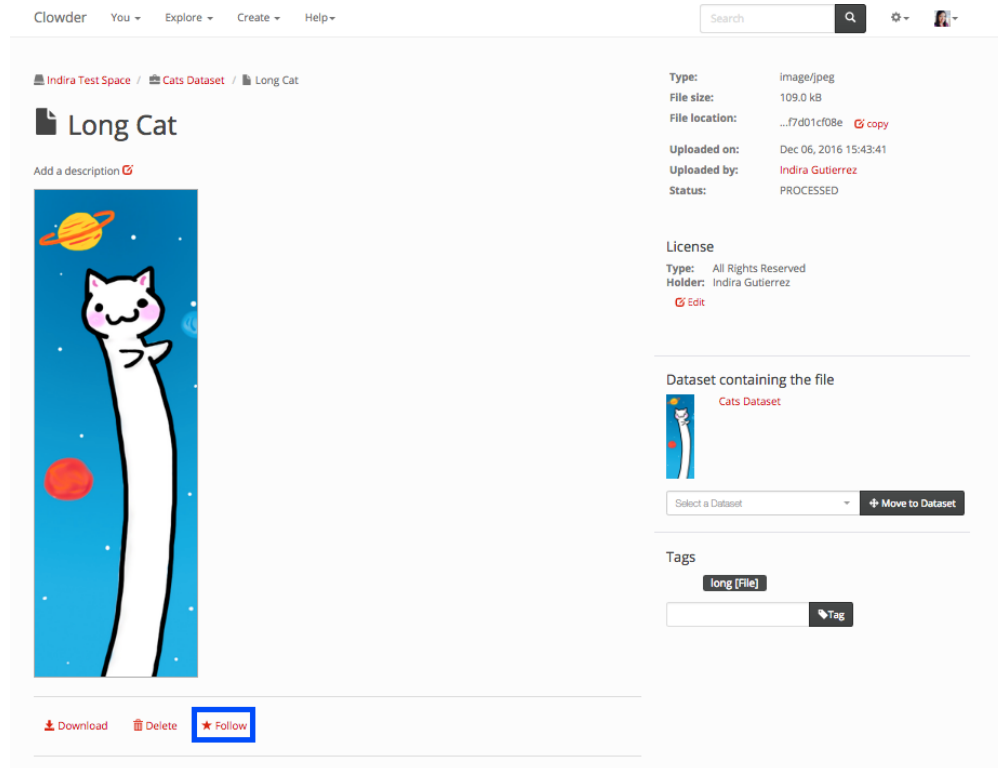 Clowder You Explore Create Help Search
Indira Test Space / Cats Dataset / Long Cat
Long Cat
Add a description
Download Delete Follow
Type: image/jpeg
File size: 109.0 kB
File location: ...f7d01cf08e copy
Uploaded on: Dec 06, 2016 15:43:41
Uploaded by: Indira Gutierrez
Status: PROCESSED
License
Type: All Rights Reserved
Holder: Indira Gutierrez
Edit
Dataset containing the file
Cats Dataset
Select a Dataset Move to Dataset
Tags
long [File]
Tag